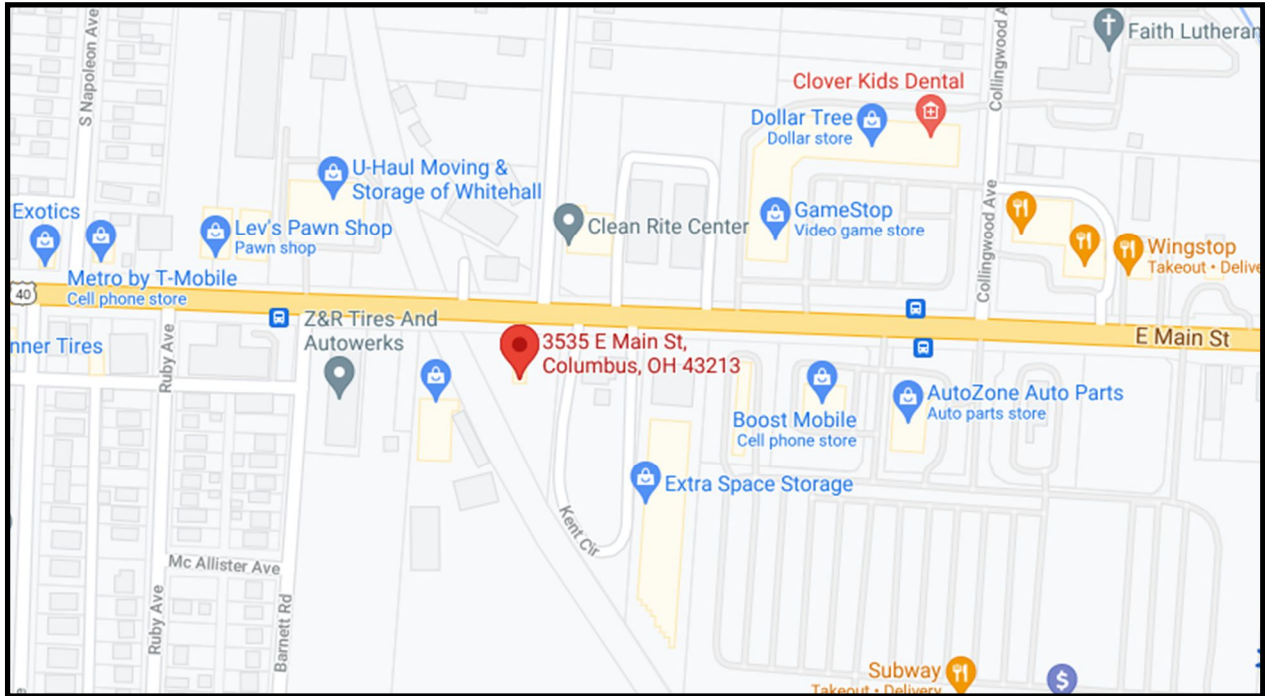 S Napoleon Ave
Collingwood A
Faith Lutheran
Clover Kids Dental
Dollar Tree
Dollar store
U-Haul Moving &
Storage of Whitehall
Exotics
Lev's Pawn Shop
Pawn shop
Clean Rite Center
GameStop
Video game store
Collingwood Ave
Wingstop
Takeout • Delive
Metro by T-Mobile
Cell phone store
40
Z&R Tires And
Autowerks
E Main St
3535 E Main St,
Columbus, OH 43213
nner Tires
Ruby Ave
AutoZone Auto Parts
Auto parts store
Boost Mobile
Cell phone store
Extra Space Storage
Kent Cir
Mc Allister Ave
Ruby Ave
Barnett Rd
Subway
Takeout • Delivery
$